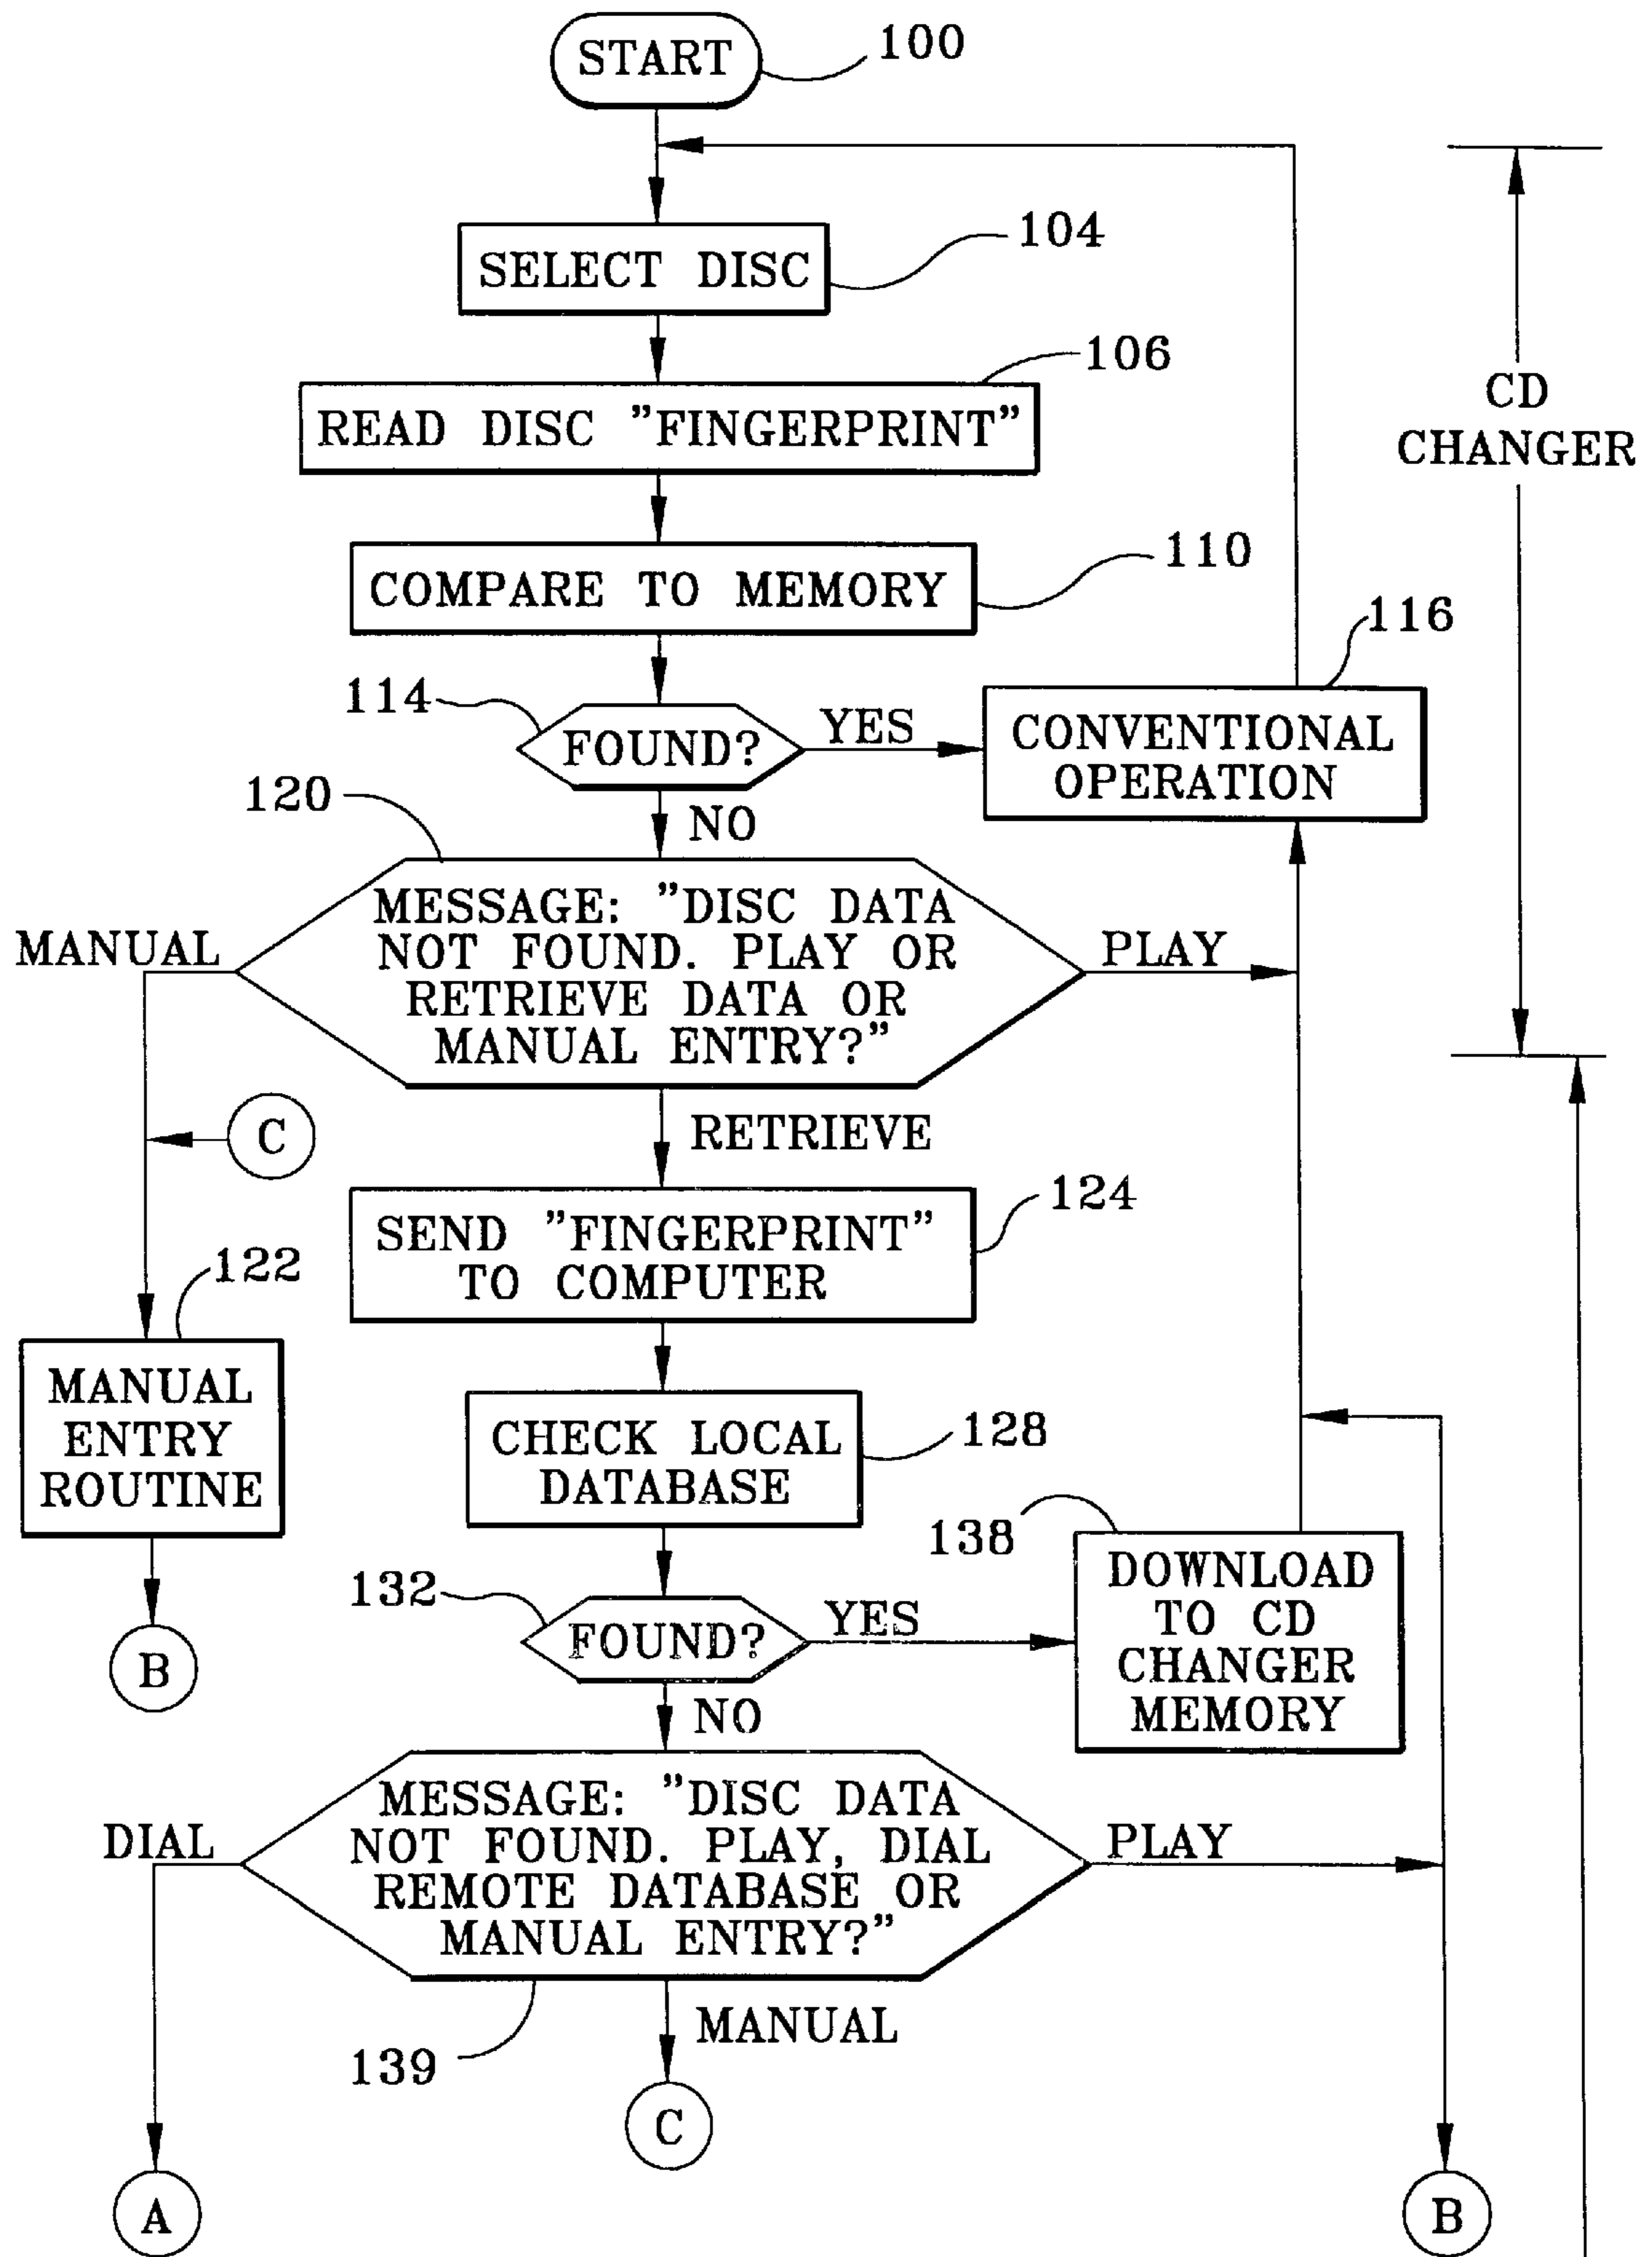 START
100
SELECT DISC
104
READ DISC "FINGERPRINT"
106
CD
CHANGER
COMPARE TO MEMORY
110
116
114
FOUND?
YES
CONVENTIONAL
OPERATION
120
NO
MESSAGE: "DISC DATA
NOT FOUND. PLAY OR
RETRIEVE DATA OR
MANUAL ENTRY?"
MANUAL
PLAY
C
RETRIEVE
SEND "FINGERPRINT"
TO COMPUTER
124
122
MANUAL
ENTRY
ROUTINE
CHECK LOCAL
DATABASE
128
138
DOWNLOAD
TO CD
CHANGER
MEMORY
132
FOUND?
YES
B
NO
MESSAGE: "DISC DATA
NOT FOUND. PLAY, DIAL
REMOTE DATABASE OR
MANUAL ENTRY?"
DIAL
PLAY
139
MANUAL
C
A
B